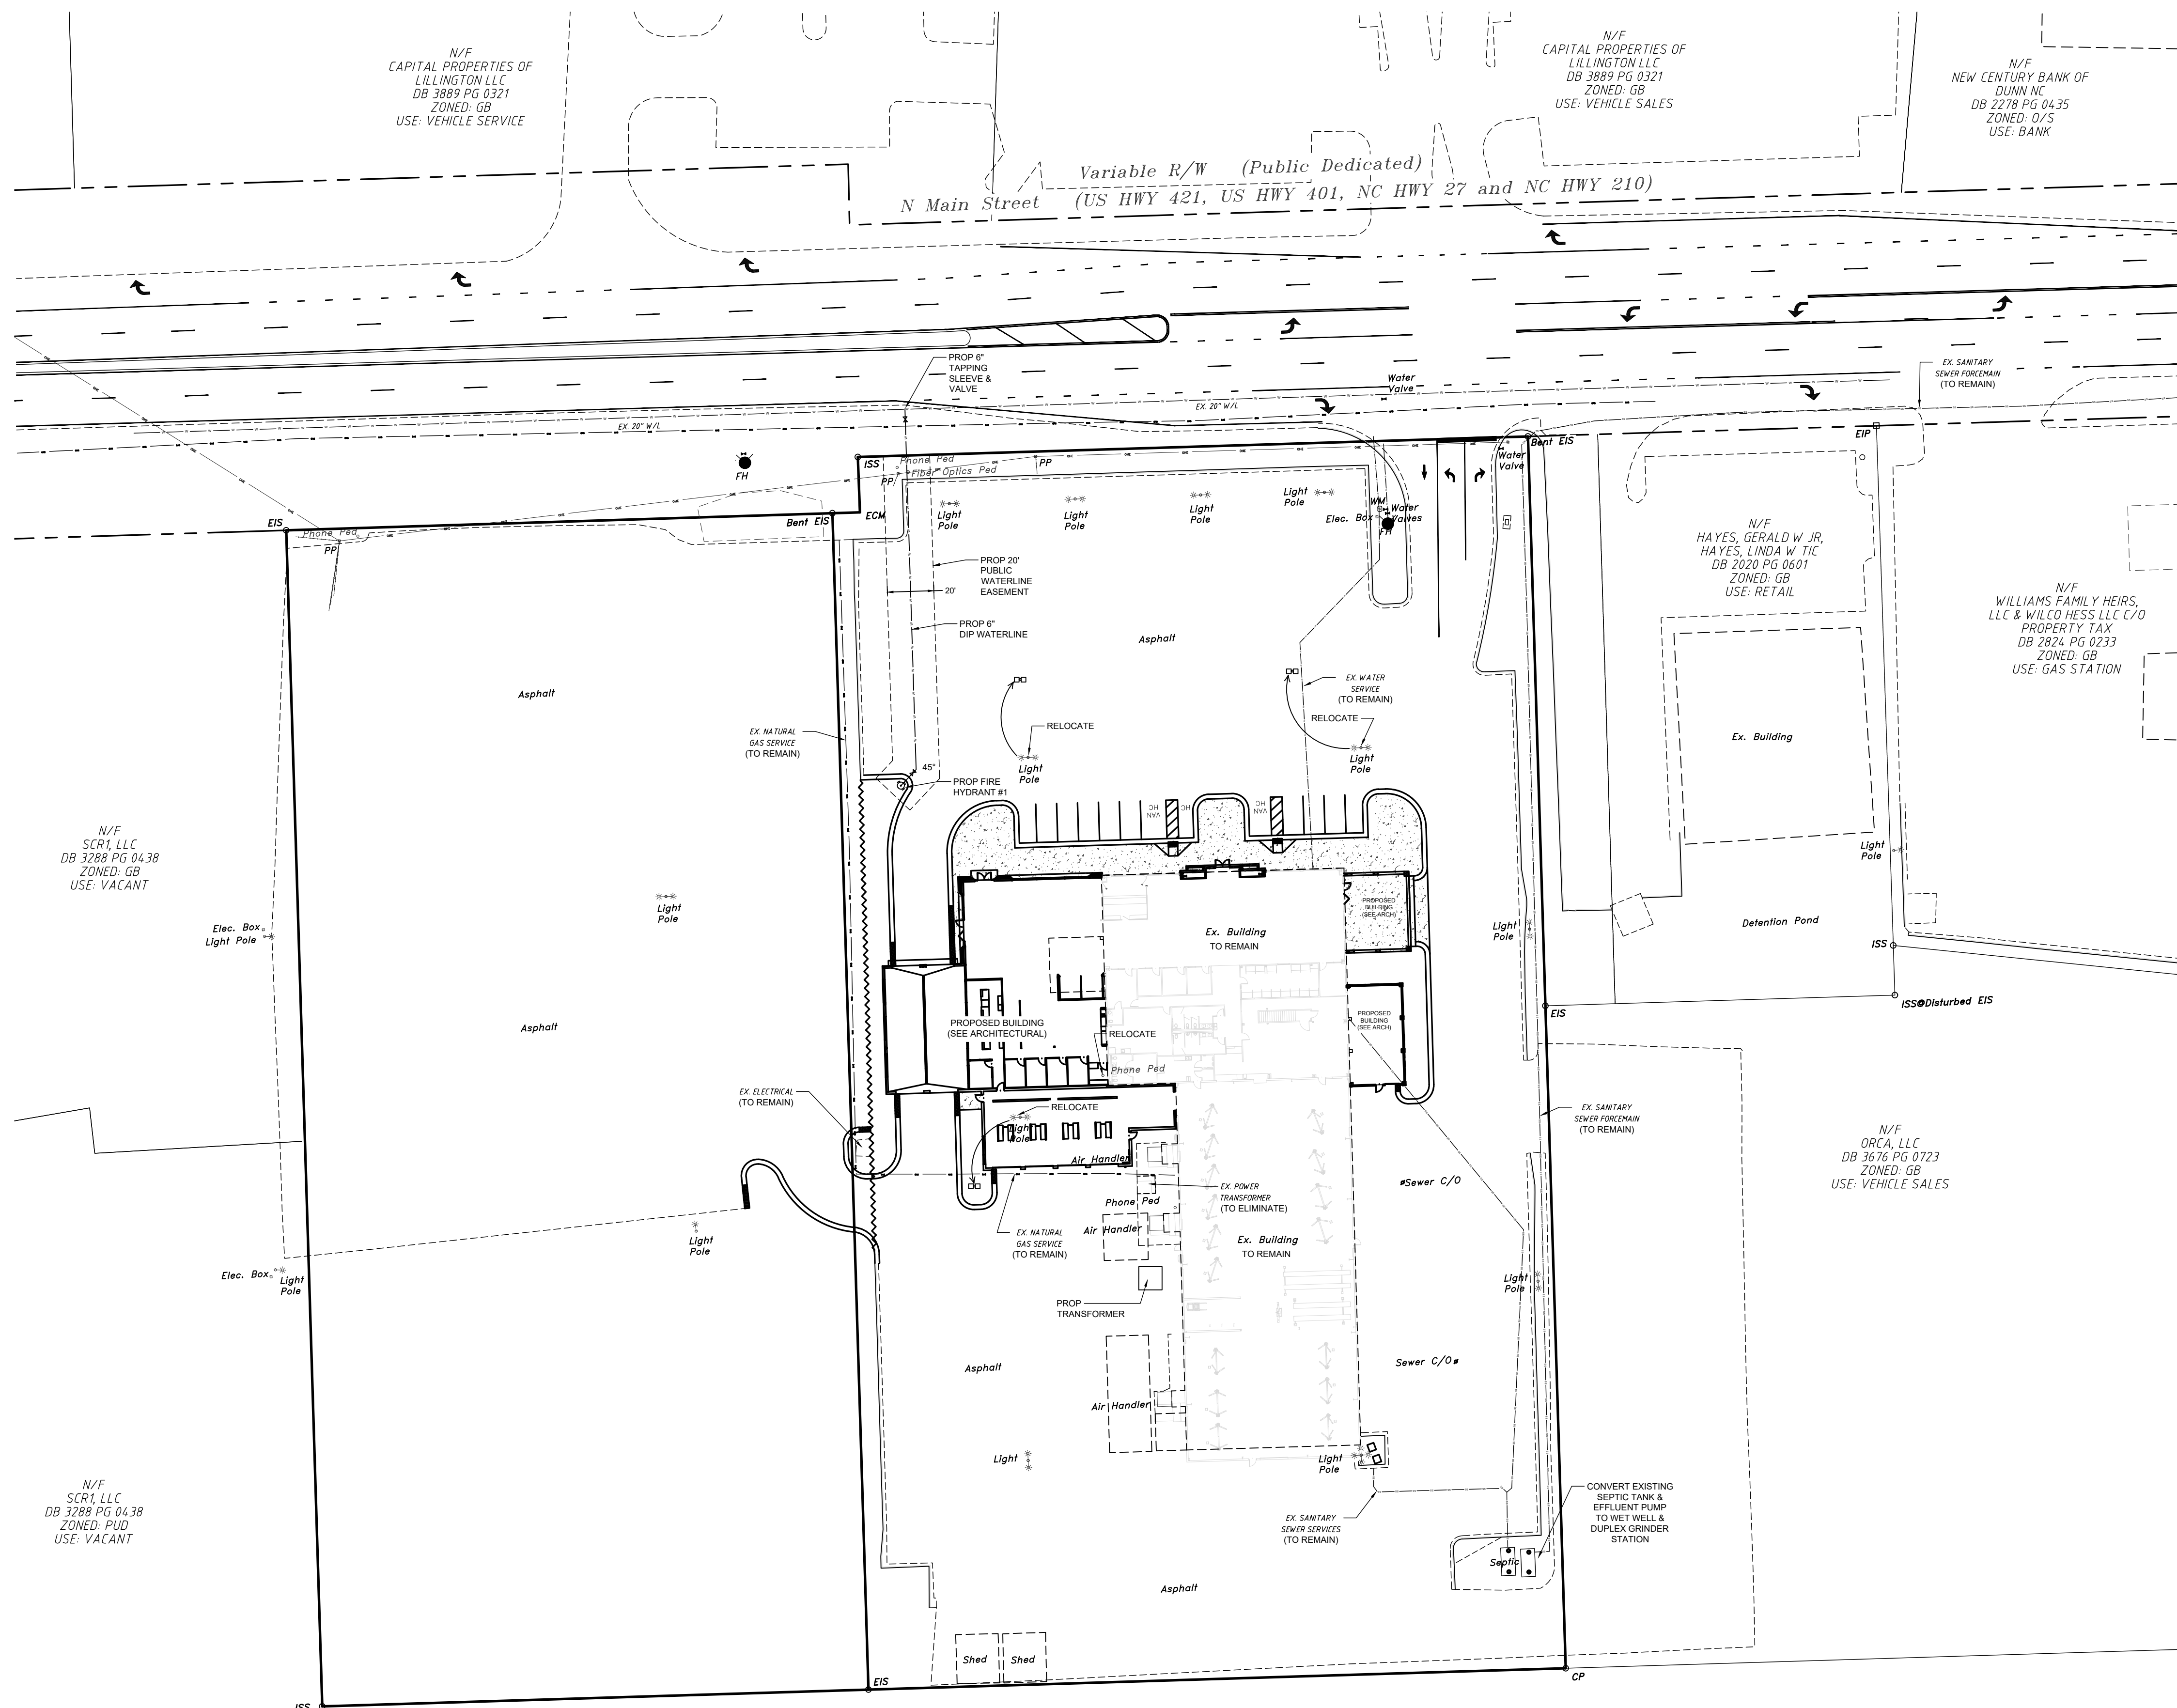 N/F
CAPITAL PROPERTIES OF
LILLINGTON LLC
DB 3889 PG 0321
ZONED: GB
USE: VEHICLE SERVICE
N/F
CAPITAL PROPERTIES OF
LILLINGTON LLC
DB 3889 PG 0321
ZONED: GB
USE: VEHICLE SALES
N/F
NEW CENTURY BANK OF
DUNN NC
DB 2278 PG 0435
ZONED: O/S
USE: BANK
Variable R/W (Public Dedicated)
N Main Street (US HWY 421, US HWY 401, NC HWY 27 and NC HWY 210)
PROP 6"
TAPPING
SLEEVE &
VALVE
Water
Valve
EX. SANITARY
SEWER FORCEMAIN
(TO REMAIN)
EX. 20" W/L
EX. 20" W/L
FH
ISS
Phone Ped
PP
Fiber Optics Ped
PP
Bent EIS
Water
Valve
EIP
EIS
Phone Ped
PP
Bent EIS
ECM
Light
Pole
Light
Pole
Light
Pole
Light
Pole
WM
Water
Valves
Elec. Box
FH
PROP 20'
PUBLIC
WATERLINE
EASEMENT
20'
PROP 6"
DIP WATERLINE
Asphalt
N/F
HAYES, GERALD W JR,
HAYES, LINDA W TIC
DB 2020 PG 0601
ZONED: GB
USE: RETAIL
N/F
WILLIAMS FAMILY HEIRS,
LLC & WILCO HESS LLC C/O
PROPERTY TAX
DB 2824 PG 0233
ZONED: GB
USE: GAS STATION
Asphalt
EX. WATER
SERVICE
(TO REMAIN)
RELOCATE
RELOCATE
EX. NATURAL
GAS SERVICE
(TO REMAIN)
Light
Pole
Light
Pole
Ex. Building
45°
PROP FIRE
HYDRANT #1
VAN
HC
HC
VAN
HC
N/F
SCR1, LLC
DB 3288 PG 0438
ZONED: GB
USE: VACANT
Light
Pole
Light
Pole
PROPOSED
BUILDING
(SEE ARCH)
Elec. Box
Light Pole
Ex. Building
TO REMAIN
Light
Pole
Detention Pond
ISS
ISS@Disturbed EIS
EIS
Asphalt
PROPOSED BUILDING
(SEE ARCHITECTURAL)
RELOCATE
PROPOSED
BUILDING
(SEE ARCH)
Phone Ped
EX. ELECTRICAL
(TO REMAIN)
RELOCATE
Light
Pole
Air Handler
EX. SANITARY
SEWER FORCEMAIN
(TO REMAIN)
N/F
ORCA, LLC
DB 3676 PG 0723
ZONED: GB
USE: VEHICLE SALES
EX. POWER
TRANSFORMER
(TO ELIMINATE)
Sewer C/O
Phone Ped
Air Handler
EX. NATURAL
GAS SERVICE
(TO REMAIN)
Ex. Building
TO REMAIN
Light
Pole
Elec. Box
Light
Pole
Light
Pole
PROP
TRANSFORMER
Asphalt
Sewer C/O
Air Handler
Light
Light
Pole
N/F
SCR1, LLC
DB 3288 PG 0438
ZONED: PUD
USE: VACANT
EX. SANITARY
SEWER SERVICES
(TO REMAIN)
CONVERT EXISTING
SEPTIC TANK &
EFFLUENT PUMP
TO WET WELL &
DUPLEX GRINDER
STATION
Septic
Asphalt
Shed
Shed
EIS
CP
ISS